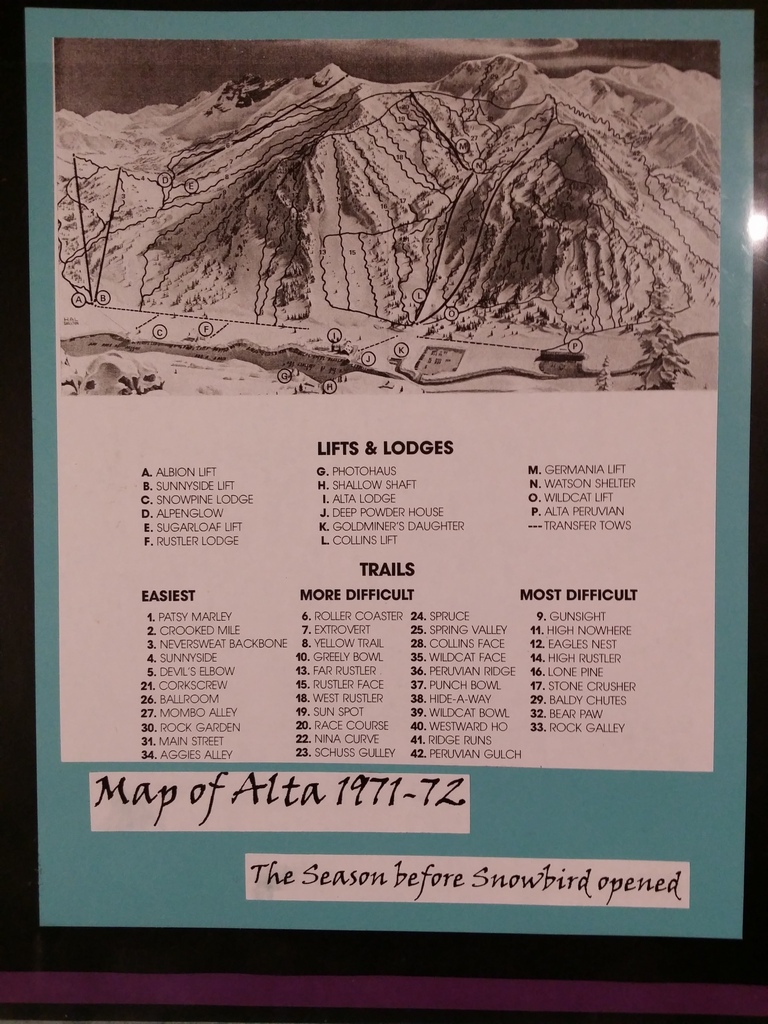 LIFTS & LODGES
A. ALBION LIFT
B. SUNNYSIDE LIFT
C. SNOWPINE LODGE
D. ALPENGLOW
E. SUGARLOAF LIFT
F. RUSTLER LODGE
G. PHOTOHAUS
H. SHALLOW SHAFT
I. ALTA LODGE
J. DEEP POWDER HOUSE
K. GOLDMINER'S DAUGHTER
L. COLLINS LIFT
M. GERMANIA LIFT
N. WATSON SHELTER
O. WILDCAT LIFT
P. ALTA PERUVIAN
--- TRANSFER TOWS
TRAILS
EASIEST
1. PATSY MARLEY
2. CROOKED MILE
3. NEVERSWEAT BACKBONE
4. SUNNYSIDE
5. DEVIL'S ELBOW
21. CORKSCREW
26. BALLROOM
27. MOMBO ALLEY
30. ROCK GARDEN
31. MAIN STREET
34. AGGIES ALLEY
MORE DIFFICULT
6. ROLLER COASTER
7. EXTROVERT
8. YELLOW TRAIL
10. GREELY BOWL
13. FAR RUSTLER
15. RUSTLER FACE
18. WEST RUSTLER
19. SUN SPOT
20. RACE COURSE
22. NINA CURVE
23. SCHUSS GULLEY
24. SPRUCE
25. SPRING VALLEY
28. COLLINS FACE
35. WILDCAT FACE
36. PERUVIAN RIDGE
37. PUNCH BOWL
38. HIDE-A-WAY
39. WILDCAT BOWL
40. WESTWARD HO
41. RIDGE RUNS
42. PERUVIAN GULCH
MOST DIFFICULT
9. GUNSIGHT
11. HIGH NOWHERE
12. EAGLES NEST
14. HIGH RUSTLER
16. LONE PINE
17. STONE CRUSHER
29. BALDY CHUTES
32. BEAR PAW
33. ROCK GALLEY
Map of Alta 1971-72
The Season before Snowbird opened